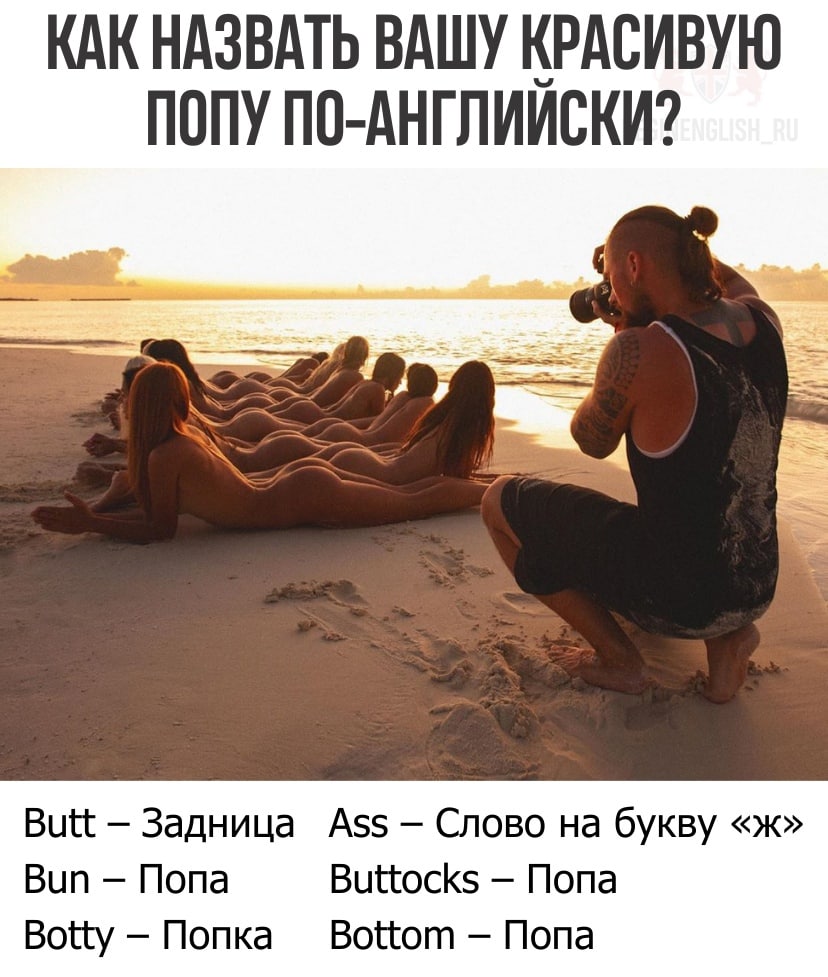 КАК НАЗВАТЬ ВАШУ КРАСИВУЮ
ПОПУ ПО-АНГЛИЙСКИ?
Butt – Задница
Bun – Попа
Botty – Попка
Ass – Слово на букву «ж»
Buttocks – Попа
Bottom – Попа